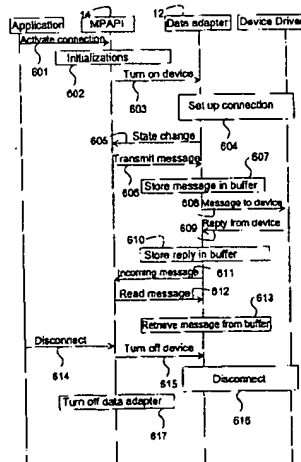 14 12
Application MPAPI Data adapter Device Driver
Activate connection
601
Initializations
602
Turn on device
603
Set up connection
604
605 State change
Transmit message
606
607
Store message in buffer
608 Message to device
Reply from device
609
610
Store reply in buffer
Incoming message 611
Read message 612
613
Retrieve message from buffer
Disconnect
614
Turn off device
615
Disconnect
616
Turn off data adapter
617